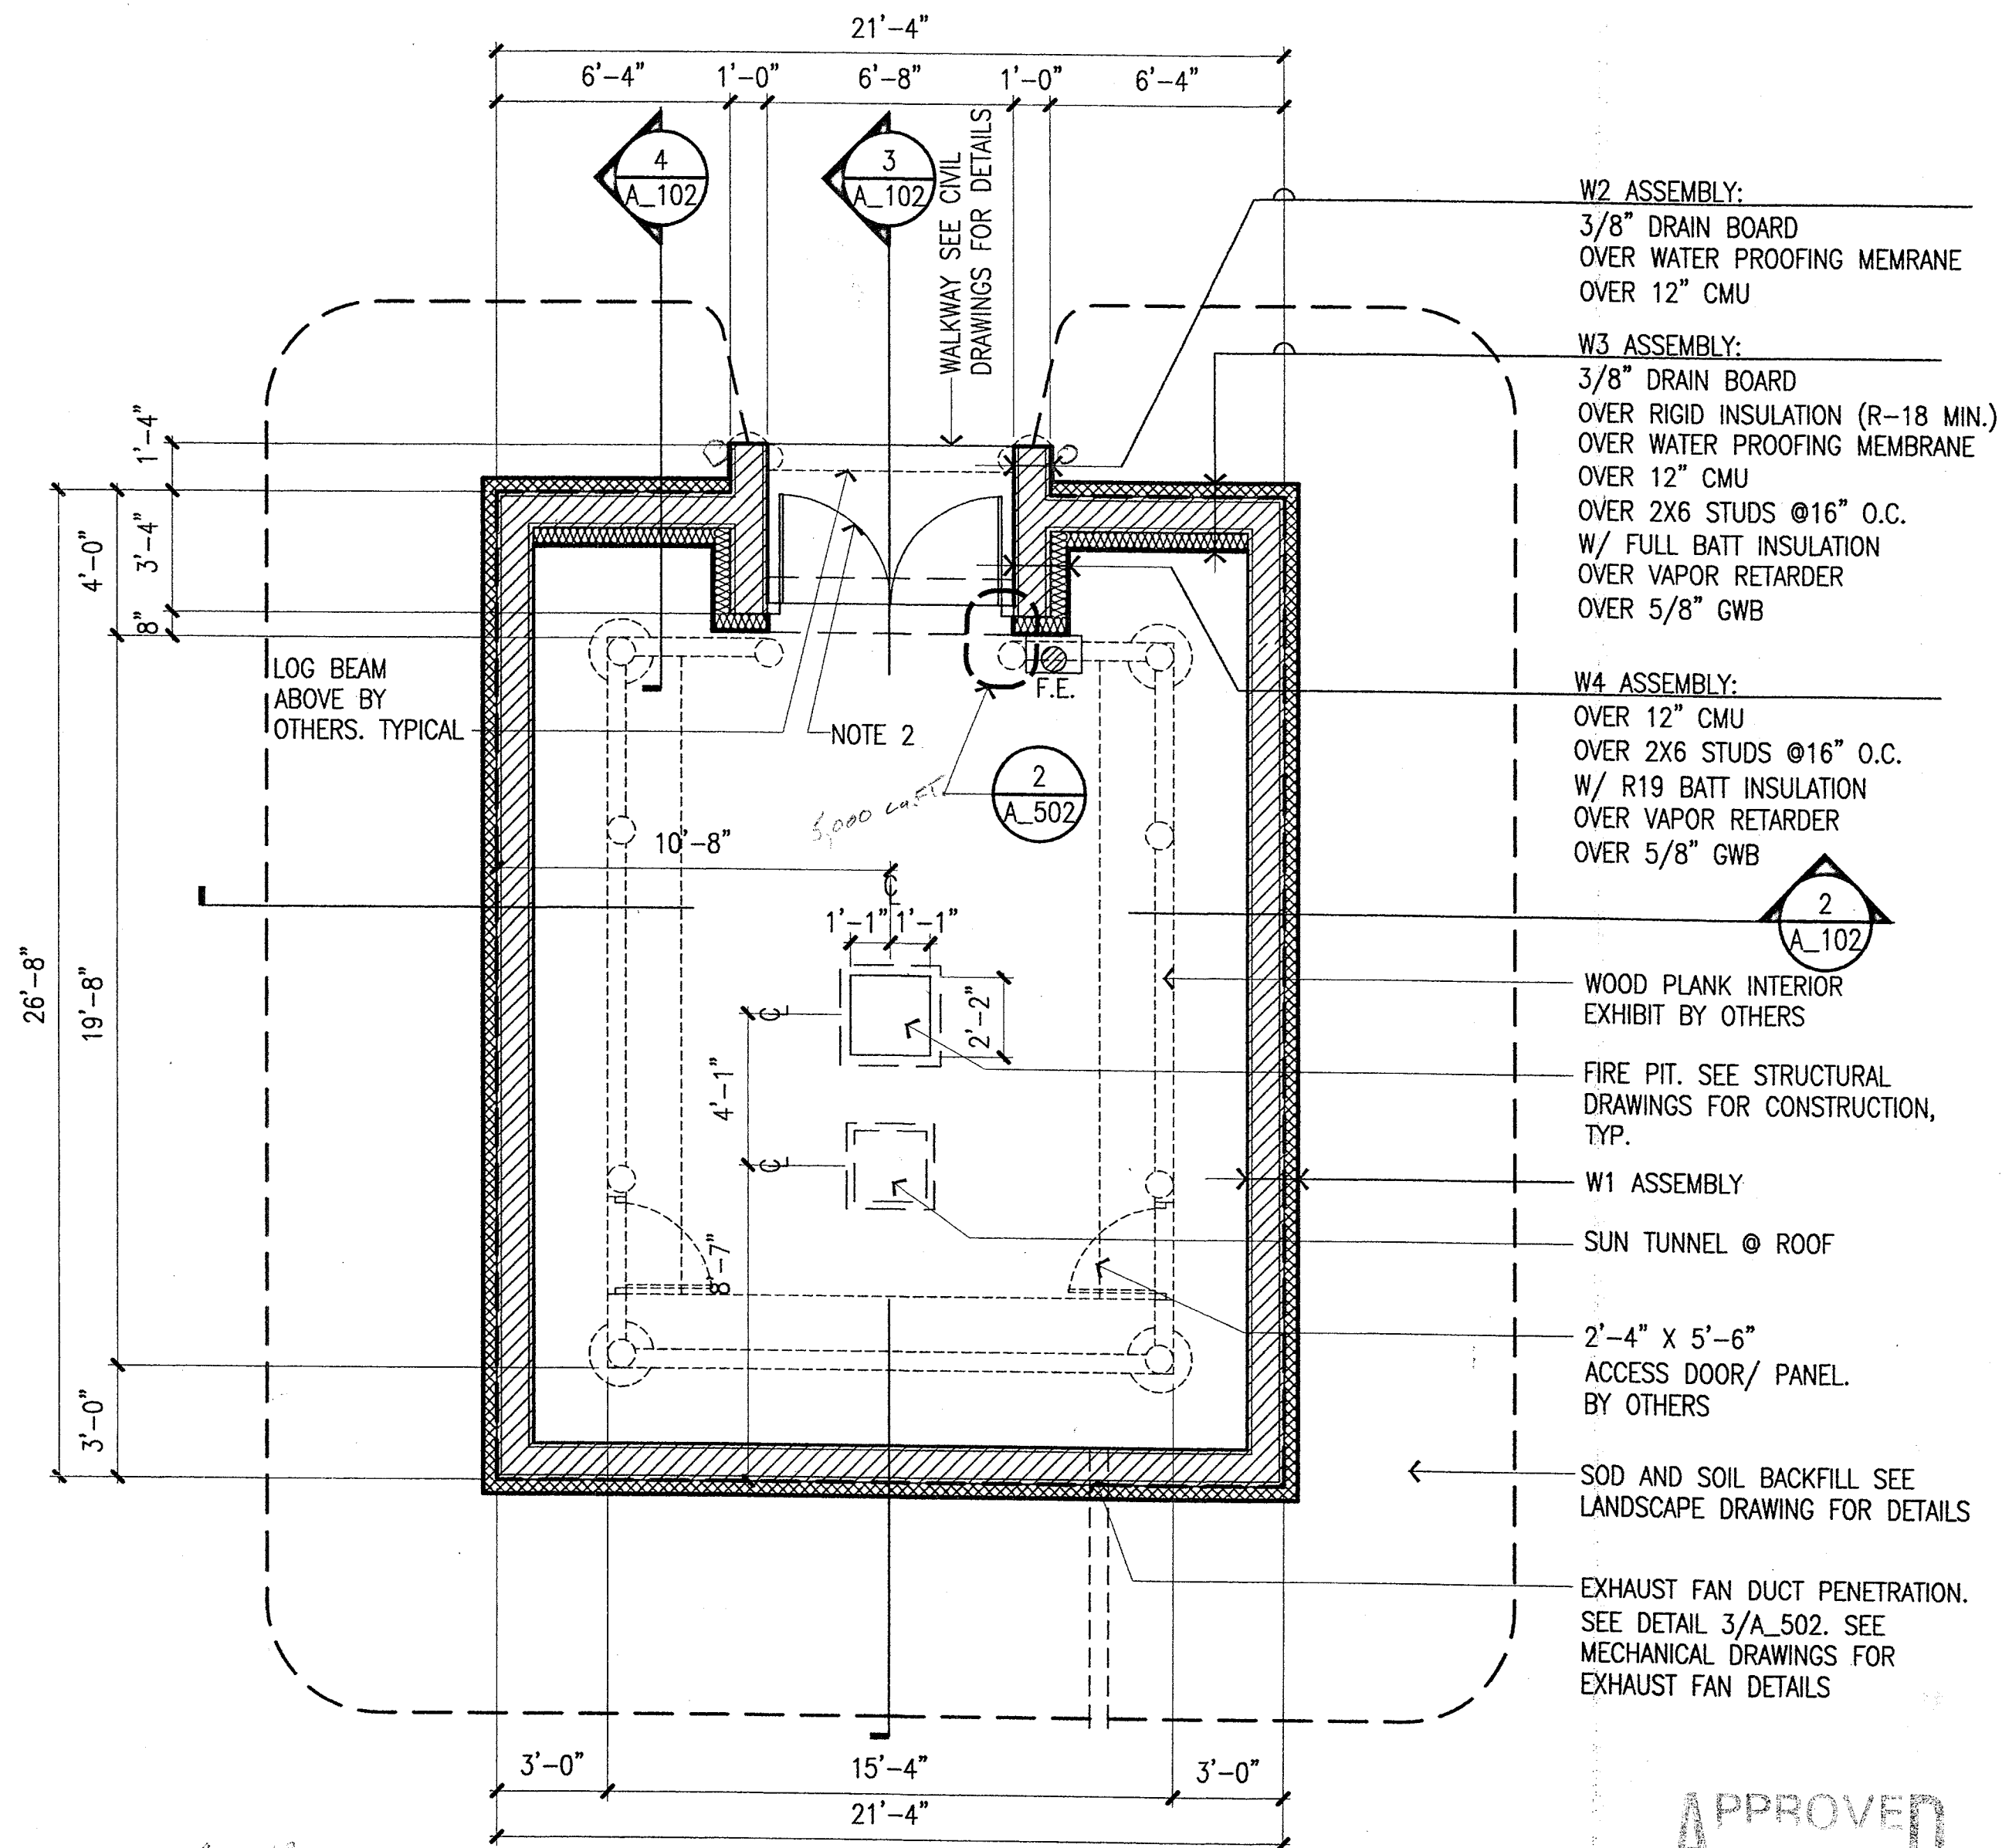 21'-4"
6'-4" 1'-0" 6'-8" 1'-0" 6'-4"
4
A_102
3
A_102
WALKWAY SEE CIVIL
DRAWINGS FOR DETAILS
W2 ASSEMBLY:
3/8" DRAIN BOARD
OVER WATER PROOFING MEMRANE
OVER 12" CMU
W3 ASSEMBLY:
3/8" DRAIN BOARD
OVER RIGID INSULATION (R-18 MIN.)
OVER WATER PROOFING MEMBRANE
OVER 12" CMU
OVER 2X6 STUDS @16" O.C.
W/ FULL BATT INSULATION
OVER VAPOR RETARDER
OVER 5/8" GWB
1'-4"
3'-4"
8"
4'-0"
19'-8"
3'-0"
26'-8"
LOG BEAM
ABOVE BY
OTHERS. TYPICAL
NOTE 2
F.E.
2
A_502
W4 ASSEMBLY:
OVER 12" CMU
OVER 2X6 STUDS @16" O.C.
W/ R19 BATT INSULATION
OVER VAPOR RETARDER
OVER 5/8" GWB
2
A_102
10'-8"
CL
1'-1" 1'-1"
2'-2"
CL
4'-1"
CL
8'-7"
WOOD PLANK INTERIOR
EXHIBIT BY OTHERS
FIRE PIT. SEE STRUCTURAL
DRAWINGS FOR CONSTRUCTION,
TYP.
W1 ASSEMBLY
SUN TUNNEL @ ROOF
2'-4" X 5'-6"
ACCESS DOOR/ PANEL.
BY OTHERS
SOD AND SOIL BACKFILL SEE
LANDSCAPE DRAWING FOR DETAILS
EXHAUST FAN DUCT PENETRATION.
SEE DETAIL 3/A_502. SEE
MECHANICAL DRAWINGS FOR
EXHAUST FAN DETAILS
3'-0" 15'-4" 3'-0"
21'-4"
APPROVED